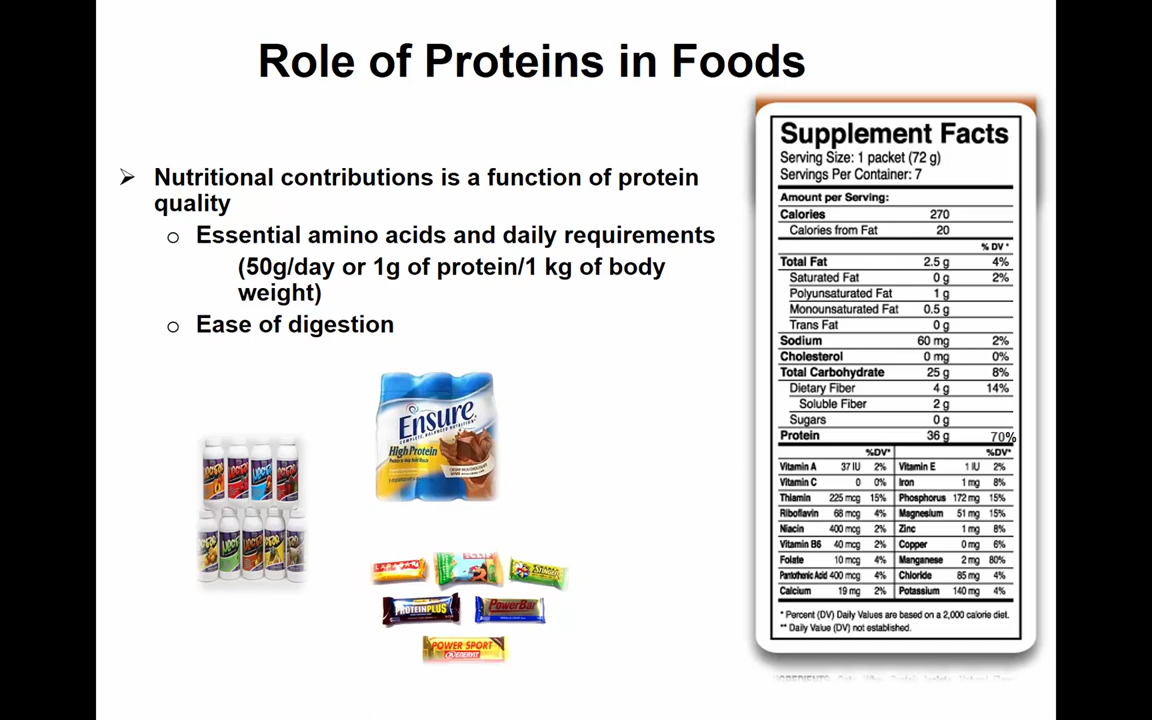 Role of Proteins in Foods
➢ Nutritional contributions is a function of protein
quality
o Essential amino acids and daily requirements
(50g/day or 1g of protein/1 kg of body
weight)
o Ease of digestion
Ensure
COMPLETE, BALANCED NUTRITION
High Protein
LARABAR
PROTEINPLUS
PowerBar
POWER SPORT
ENERVIT
Supplement Facts
Serving Size: 1 packet (72 g)
Servings Per Container: 7
Amount per Serving:
Calories 270
Calories from Fat 20
% DV *
Total Fat 2.5 g 4%
Saturated Fat 0 g 2%
Polyunsaturated Fat 1 g
Monounsaturated Fat 0.5 g
Trans Fat 0 g
Sodium 60 mg 2%
Cholesterol 0 mg 0%
Total Carbohydrate 25 g 8%
Dietary Fiber 4 g 14%
Soluble Fiber 2 g
Sugars 0 g
Protein 36 g 70%
%DV* %DV*
Vitamin A 37 IU 2% Vitamin E 1 IU 2%
Vitamin C 0 0% Iron 1 mg 8%
Thiamin 225 mcg 15% Phosphorus 172 mg 15%
Riboflavin 68 mcg 4% Magnesium 51 mg 15%
Niacin 400 mcg 2% Zinc 1 mg 8%
Vitamin B6 40 mcg 2% Copper 0 mg 6%
Folate 10 mcg 4% Manganese 2 mg 80%
Pantothenic Acid 400 mcg 4% Chloride 85 mg 4%
Calcium 19 mg 2% Potassium 140 mg 4%
* Percent (DV) Daily Values are based on a 2,000 calorie diet.
** Daily Value (DV) not established.